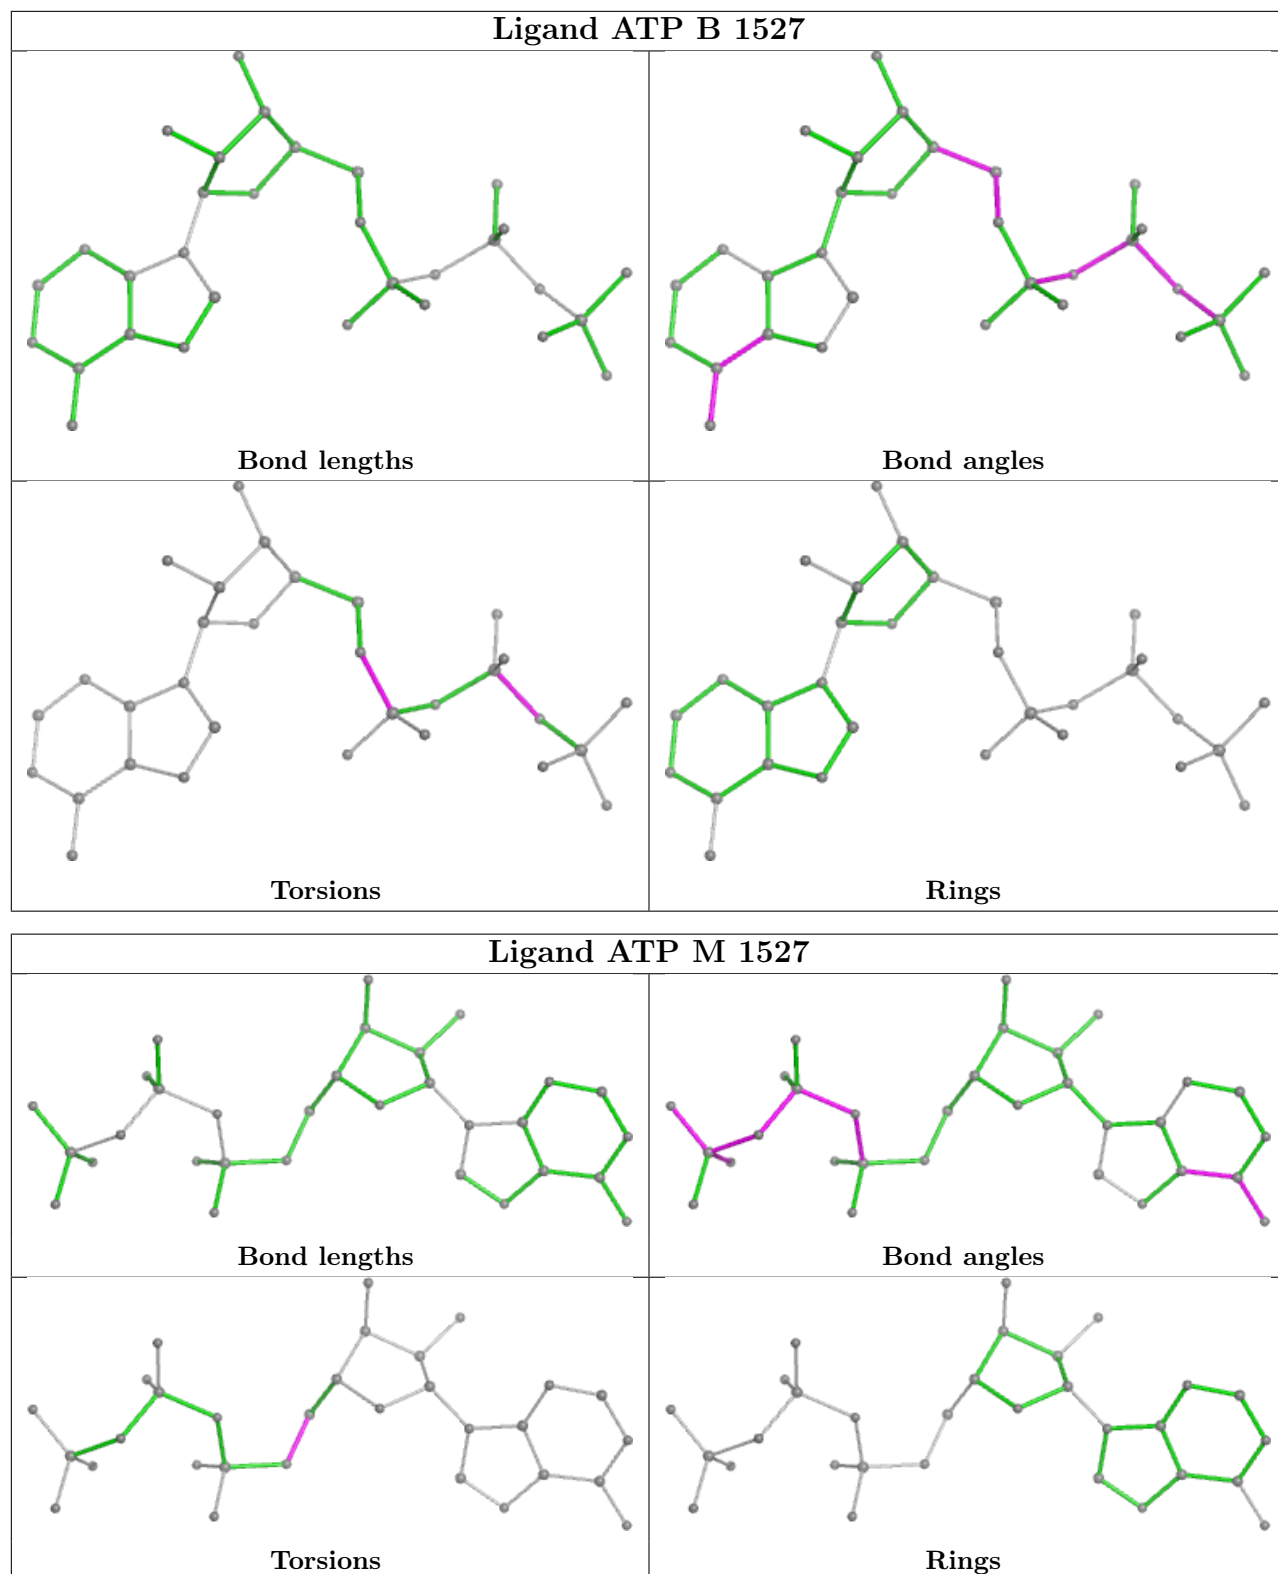 Ligand ATP B 1527
Bond lengths
Bond angles
Torsions
Rings
Ligand ATP M 1527
Bond lengths
Bond angles
Torsions
Rings